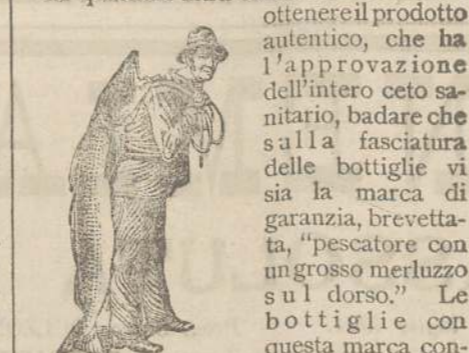 ottenere il prodotto
autentico, che ha
l'approvazione
dell'intero ceto sa-
nitario, badare che
sulla fasciatura
delle bottiglie vi
sia la marca di
garanzia, brevetta-
ta, "pescatore con
un grosso merluzzo
sul dorso." Le
bottiglie con
questa marca con-